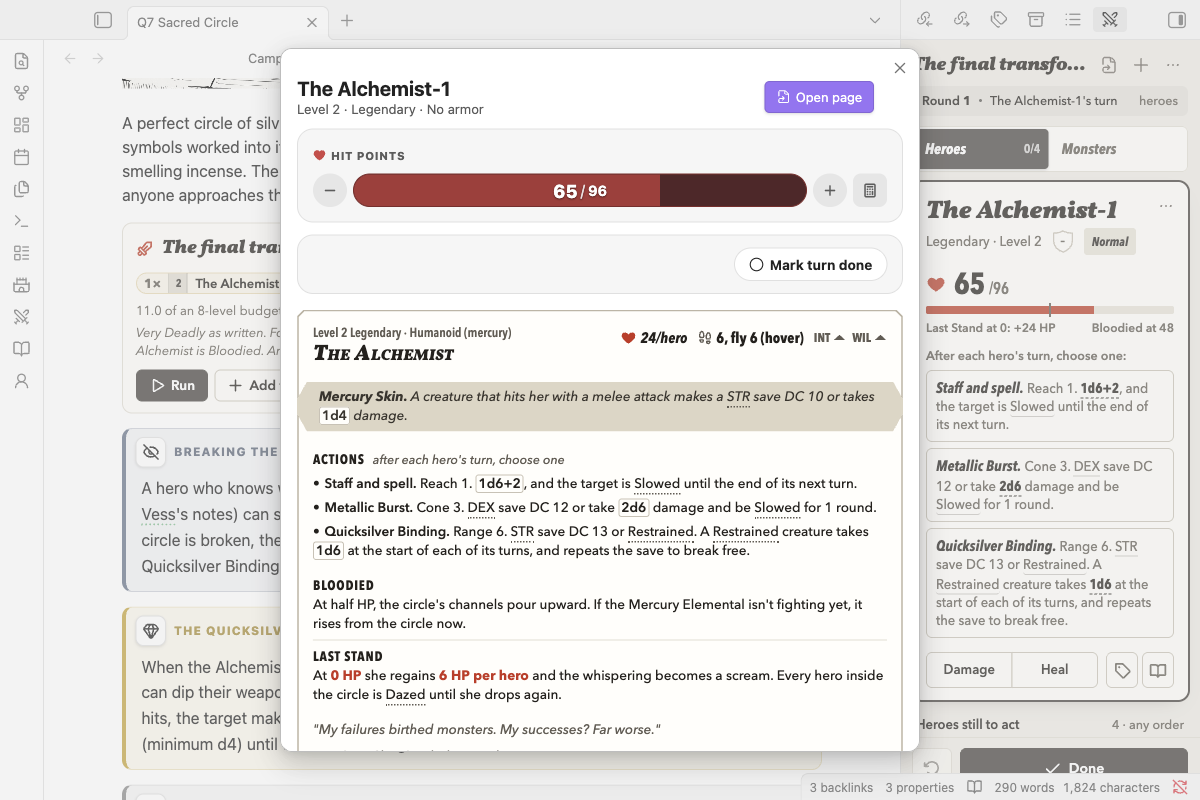 Q7 Sacred Circle
Camp
A perfect circle of silv
symbols worked into i
smelling incense. The
anyone approaches th
The final tran
1×
2
The Alchemist
11.0 of an 8-level budge
Very Deadly as written. Fo
Alchemist is Bloodied. An
Run
Add
BREAKING THE
A hero who knows
Vess's notes) can s
circle is broken, the
Quicksilver Binding
THE QUICKSILV
When the Alchemis
can dip their weapo
hits, the target mak
(minimum d4) until
The Alchemist-1
Level 2 · Legendary · No armor
Open page
HIT POINTS
65 / 96
Mark turn done
Level 2 Legendary · Humanoid (mercury)
The Alchemist
24/hero
6, fly 6 (hover)
INT
WIL
Mercury Skin. A creature that hits her with a melee attack makes a STR save DC 10 or takes
1d4 damage.
ACTIONS after each hero's turn, choose one
• Staff and spell. Reach 1. 1d6+2, and the target is Slowed until the end of its next turn.
• Metallic Burst. Cone 3. DEX save DC 12 or take 2d6 damage and be Slowed for 1 round.
• Quicksilver Binding. Range 6. STR save DC 13 or Restrained. A Restrained creature takes
1d6 at the start of each of its turns, and repeats the save to break free.
BLOODIED
At half HP, the circle's channels pour upward. If the Mercury Elemental isn't fighting yet, it
rises from the circle now.
LAST STAND
At 0 HP she regains 6 HP per hero and the whispering becomes a scream. Every hero inside
the circle is Dazed until she drops again.
"My failures birthed monsters. My successes? Far worse."
The final transfo...
Round 1 • The Alchemist-1's turn
heroes
Heroes
0/4
Monsters
The Alchemist-1
Legendary · Level 2
-
Normal
65 /96
Last Stand at 0: +24 HP
Bloodied at 48
After each hero's turn, choose one:
Staff and spell. Reach 1. 1d6+2, and
the target is Slowed until the end of
its next turn.
Metallic Burst. Cone 3. DEX save DC
12 or take 2d6 damage and be
Slowed for 1 round.
Quicksilver Binding. Range 6. STR
save DC 13 or Restrained. A
Restrained creature takes 1d6 at the
start of each of its turns, and repeats
the save to break free.
Damage
Heal
Heroes still to act
4 · any order
Done
3 backlinks
3 properties
290 words
1,824 characters